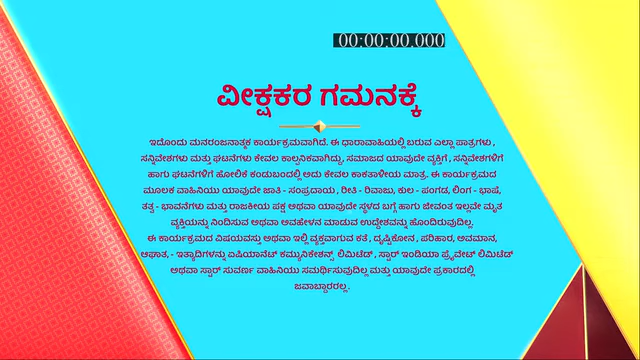 00:00:00.000
ವೀಕ್ಷಕರ ಗಮನಕ್ಕೆ
ಇದೊಂದು ಮನರಂಜನಾತ್ಮಕ ಕಾರ್ಯಕ್ರಮವಾಗಿದೆ. ಈ ಧಾರಾವಾಹಿಯಲ್ಲಿ ಬರುವ ಎಲ್ಲಾ ಪಾತ್ರಗಳು ,
ಸನ್ನಿವೇಶಗಳು ಮತ್ತು ಘಟನೆಗಳು ಕೇವಲ ಕಾಲ್ಪನಿಕವಾಗಿದ್ದು, ಸಮಾಜದ ಯಾವುದೇ ವ್ಯಕ್ತಿಗೆ , ಸನ್ನಿವೇಶಗಳಿಗೆ
ಹಾಗು ಘಟನೆಗಳಿಗೆ ಹೋಲಿಕೆ ಕಂಡುಬಂದಲ್ಲಿ ಅದು ಕೇವಲ ಕಾಕತಾಳೀಯ ಮಾತ್ರ. ಈ ಕಾರ್ಯಕ್ರಮದ
ಮೂಲಕ ವಾಹಿನಿಯು ಯಾವುದೇ ಜಾತಿ - ಸಂಪ್ರದಾಯ , ರೀತಿ - ರಿವಾಜು, ಕುಲ - ಪಂಗಡ, ಲಿಂಗ - ಭಾಷೆ,
ತತ್ವ - ಭಾವನೆಗಳು ಮತ್ತು ರಾಜಕೀಯ ಪಕ್ಷ ಅಥವಾ ಯಾವುದೇ ಸ್ಥಳದ ಬಗ್ಗೆ ಹಾಗು ಜೀವಂತ ಇಲ್ಲವೇ ಮೃತ
ವ್ಯಕ್ತಿಯನ್ನು ನಿಂದಿಸುವ ಅಥವಾ ಅವಹೇಳನ ಮಾಡುವ ಉದ್ದೇಶವನ್ನು ಹೊಂದಿರುವುದಿಲ್ಲ.
ಈ ಕಾರ್ಯಕ್ರಮದ ವಿಷಯವಸ್ತು ಅಥವಾ ಇಲ್ಲಿ ವ್ಯಕ್ತವಾಗುವ ಕತೆ , ದೃಷ್ಟಿಕೋನ , ಪರಿಹಾರ, ಅವಮಾನ,
ಆಘಾತ, - ಇತ್ಯಾದಿಗಳನ್ನು ಏಷಿಯಾನೆಟ್ ಕಮ್ಯುನಿಕೇಶನ್ಸ್ ಲಿಮಿಟೆಡ್ , ಸ್ಟಾರ್ ಇಂಡಿಯಾ ಪ್ರೈವೇಟ್ ಲಿಮಿಟೆಡ್
ಅಥವಾ ಸ್ಟಾರ್ ಸುವರ್ಣ ವಾಹಿನಿಯು ಸಮರ್ಥಿಸುವುದಿಲ್ಲ ಮತ್ತು ಯಾವುದೇ ಪ್ರಕಾರದಲ್ಲಿ
ಜವಾಬ್ದಾರರಲ್ಲ.